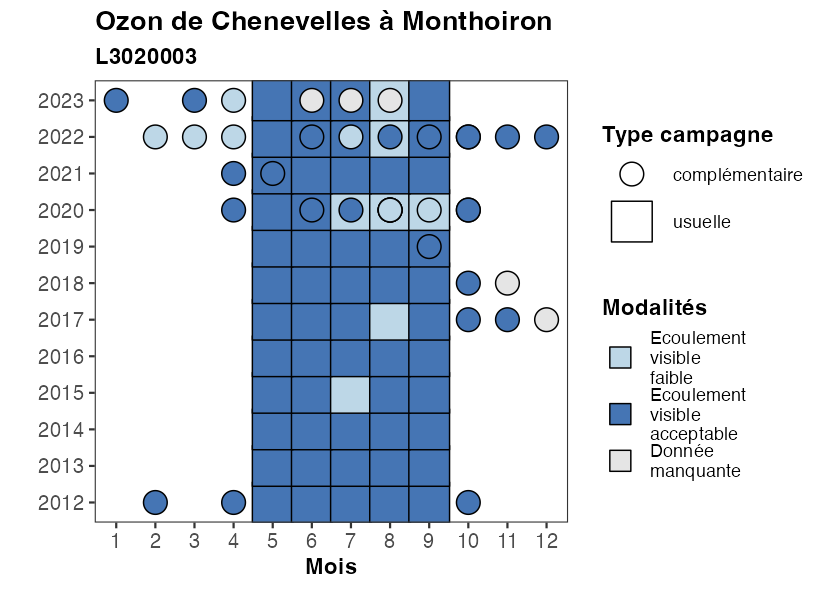 Ozon de Chenevelles à Monthoiron
L3020003
2023
2022
2021
2020
2019
2018
2017
2016
2015
2014
2013
2012
1 2 3 4 5 6 7 8 9 10 11 12
Mois
Type campagne
complémentaire
usuelle
Modalités
Ecoulement
visible
faible
Ecoulement
visible
acceptable
Donnée
manquante